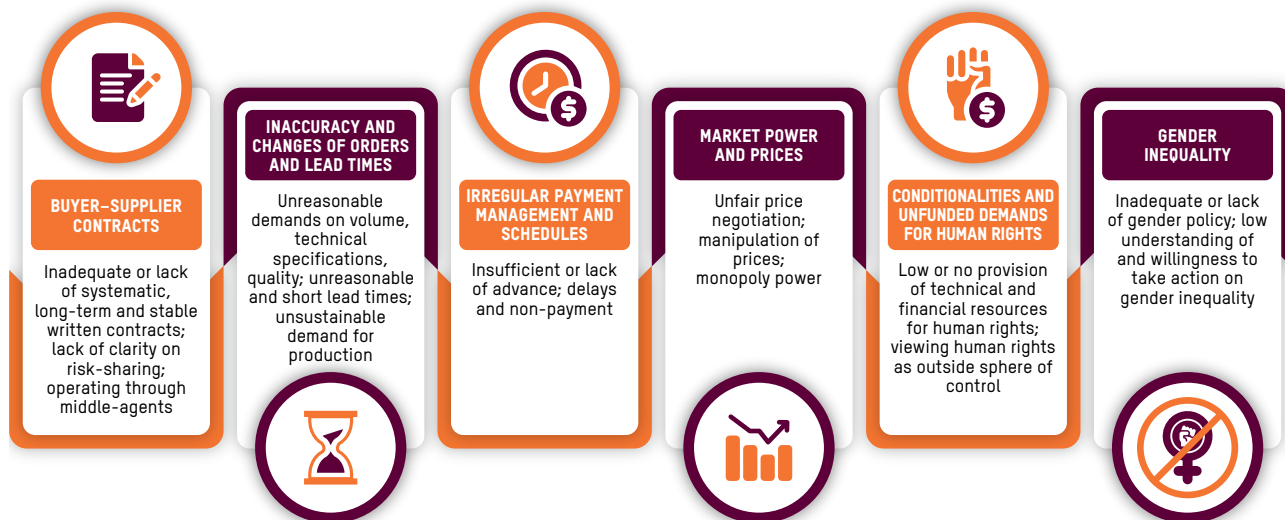 BUYER–SUPPLIER
CONTRACTS
Inadequate or lack
of systematic,
long-term and stable
written contracts;
lack of clarity on
risk-sharing;
operating through
middle-agents
INACCURACY AND
CHANGES OF ORDERS
AND LEAD TIMES
Unreasonable
demands on volume,
technical
specifications,
quality; unreasonable
and short lead times;
unsustainable
demand for
production
IRREGULAR PAYMENT
MANAGEMENT AND
SCHEDULES
Insufficient or lack
of advance; delays
and non-payment
$
MARKET POWER
AND PRICES
Unfair price
negotiation;
manipulation of
prices;
monopoly power
$
CONDITIONALITIES AND
UNFUNDED DEMANDS
FOR HUMAN RIGHTS
Low or no provision
of technical and
financial resources
for human rights;
viewing human rights
as outside sphere of
control
GENDER
INEQUALITY
Inadequate or lack
of gender policy; low
understanding of
and willingness to
take action on
gender inequality